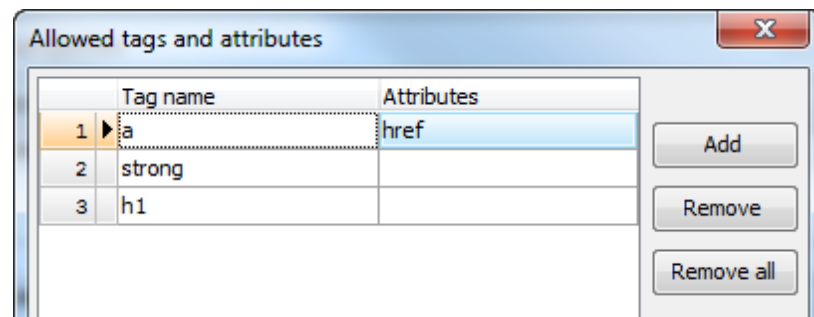 Allowed tags and attributes
Tag name Attributes
1 a href
Add
2 strong
3 h1
Remove
Remove all